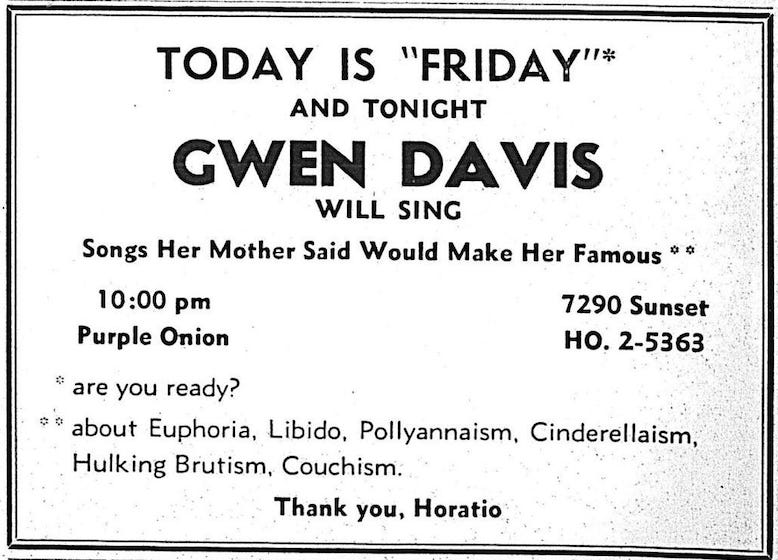 TODAY IS "FRIDAY"*
AND TONIGHT
GWEN DAVIS
WILL SING
Songs Her Mother Said Would Make Her Famous **
10:00 pm
Purple Onion
7290 Sunset
HO. 2-5363
* are you ready?
** about Euphoria, Libido, Pollyannaism, Cinderellaism,
Hulking Brutism, Couchism.
Thank you, Horatio